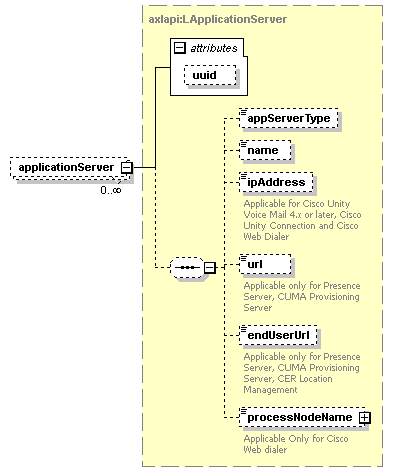 axlapi:LApplicationServer
attributes
uuid
applicationServer
0..∞
appServerType
name
ipAddress
Applicable for Cisco Unity
Voice Mail 4.x or later, Cisco
Unity Connection and Cisco
Web Dialer
url
Applicable only for Presence
Server, CUMA Provisioning
Server
endUserUrl
Applicable only for Presence
Server, CUMA Provisioning
Server, CER Location
Management
processNodeName
Applicable Only for Cisco
Web dialer